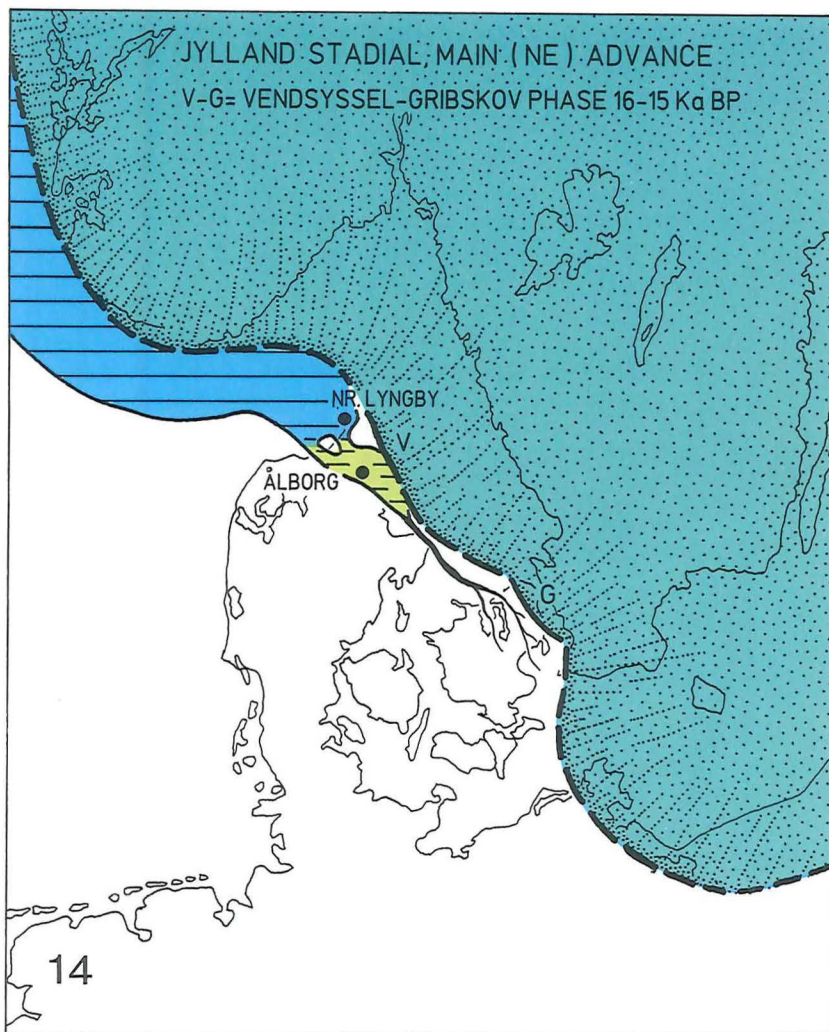 JYLLAND STADIAL, MAIN (NE) ADVANCE
V-G= VENDSYSSEL-GRIBSKOV PHASE 16-15 Ka BP
NR. LYNGBY
V
ÅLBORG
G
14